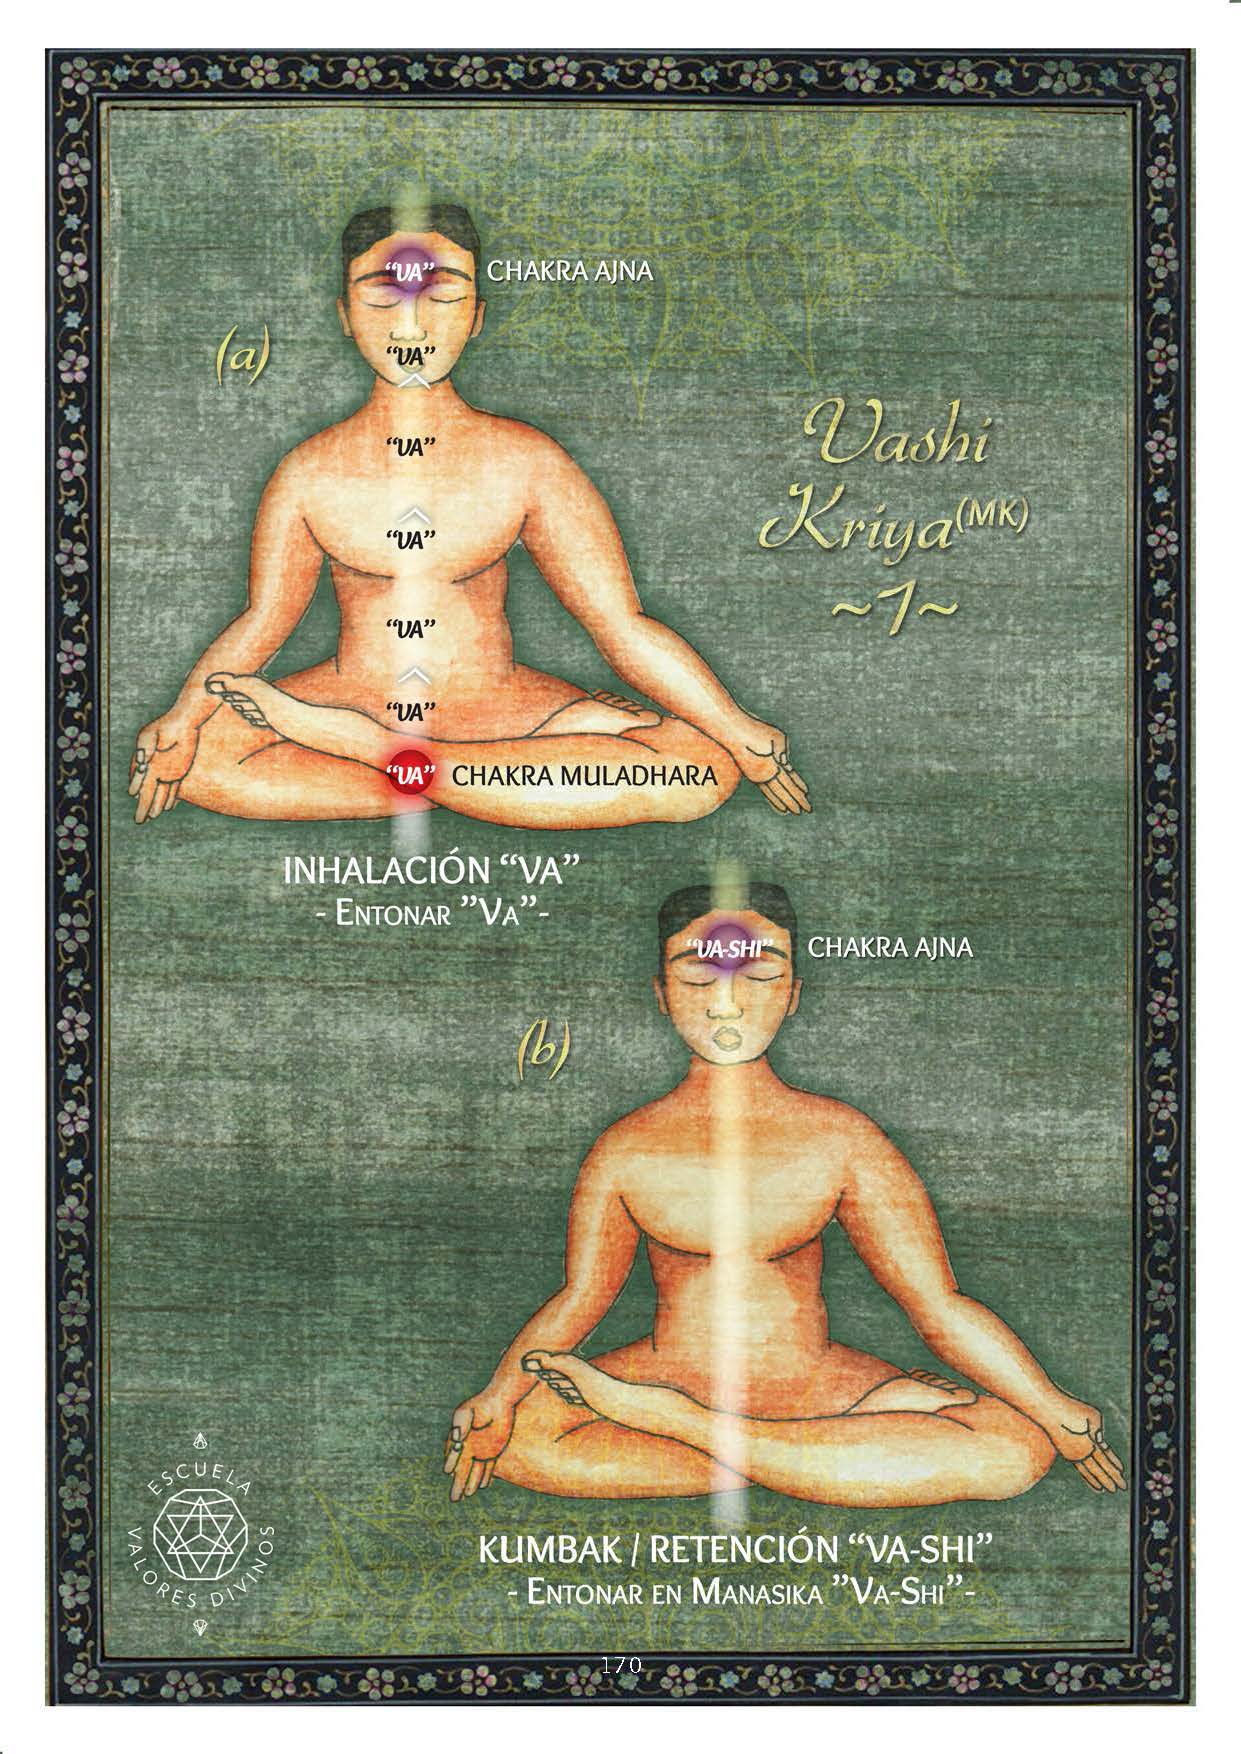 “VA”
CHAKRA AJNA
(a)
“VA”
“VA”
“VA”
“VA”
“VA”
“VA”
CHAKRA MULADHARA
Vashi
Kriya(MK)
~1~
INHALACIÓN “VA”
- ENTONAR ”VA”-
“VA-SHI”
CHAKRA AJNA
(b)
KUMBAK / RETENCIÓN “VA-SHI”
- ENTONAR EN MANASIKA ”VA-SHI”-
ESCUELA
VALORES DIVINOS
170